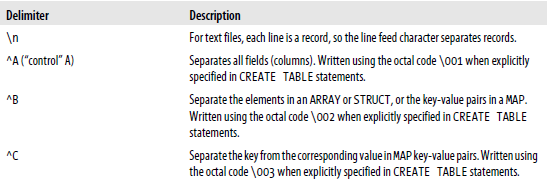 Delimiter Description
\n For text files, each line is a record, so the line feed character separates records.
^A (“control” A) Separates all fields (columns). Written using the octal code \001 when explicitly
specified in CREATE TABLE statements.
^B Separate the elements in an ARRAY or STRUCT, or the key-value pairs in a MAP.
Written using the octal code \002 when explicitly specified in CREATE TABLE
statements.
^C Separate the key from the corresponding value in MAP key-value pairs. Written using
the octal code \003 when explicitly specified in CREATE TABLE statements.